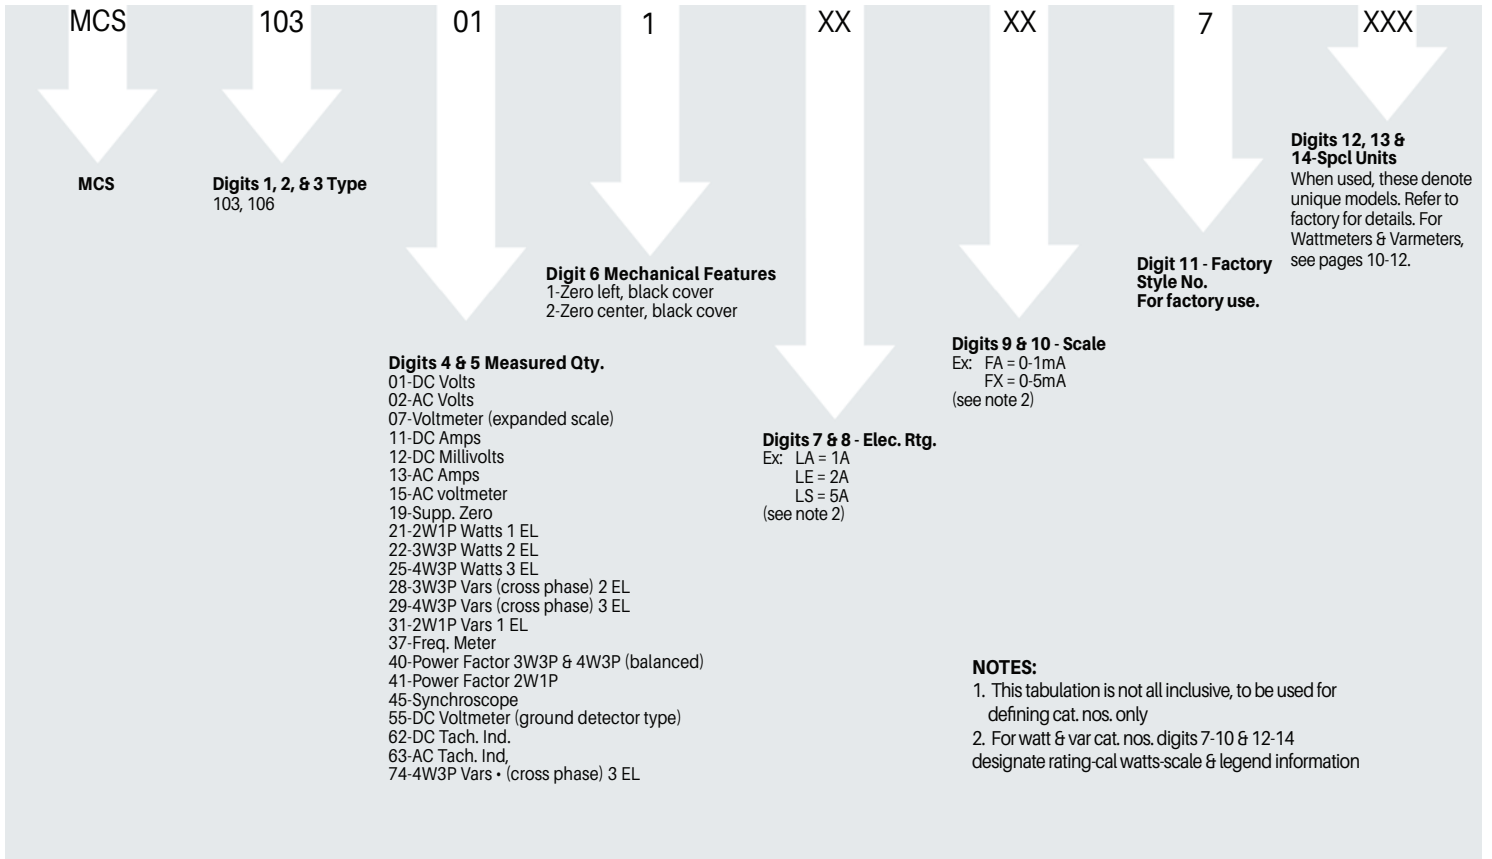 MCS 103 01 1 XX XX 7 XXX
MCS
Digits 1, 2, & 3 Type
103, 106
Digits 4 & 5 Measured Qty.
01-DC Volts
02-AC Volts
07-Voltmeter (expanded scale)
11-DC Amps
12-DC Millivolts
13-AC Amps
15-AC voltmeter
19-Supp. Zero
21-2W1P Watts 1 EL
22-3W3P Watts 2 EL
25-4W3P Watts 3 EL
28-3W3P Vars (cross phase) 2 EL
29-4W3P Vars (cross phase) 3 EL
31-2W1P Vars 1 EL
37-Freq. Meter
40-Power Factor 3W3P & 4W3P (balanced)
41-Power Factor 2W1P
45-Synchroscope
55-DC Voltmeter (ground detector type)
62-DC Tach. Ind.
63-AC Tach. Ind,
74-4W3P Vars • (cross phase) 3 EL
Digit 6 Mechanical Features
1-Zero left, black cover
2-Zero center, black cover
Digits 7 & 8 - Elec. Rtg.
Ex: LA = 1A
LE = 2A
LS = 5A
(see note 2)
Digits 9 & 10 - Scale
Ex: FA = 0-1mA
FX = 0-5mA
(see note 2)
Digit 11 - Factory
Style No.
For factory use.
Digits 12, 13 &
14-Spcl Units
When used, these denote
unique models. Refer to
factory for details. For
Wattmeters & Varmeters,
see pages 10-12.
NOTES:
1. This tabulation is not all inclusive, to be used for
defining cat. nos. only
2. For watt & var cat. nos. digits 7-10 & 12-14
designate rating-cal watts-scale & legend information